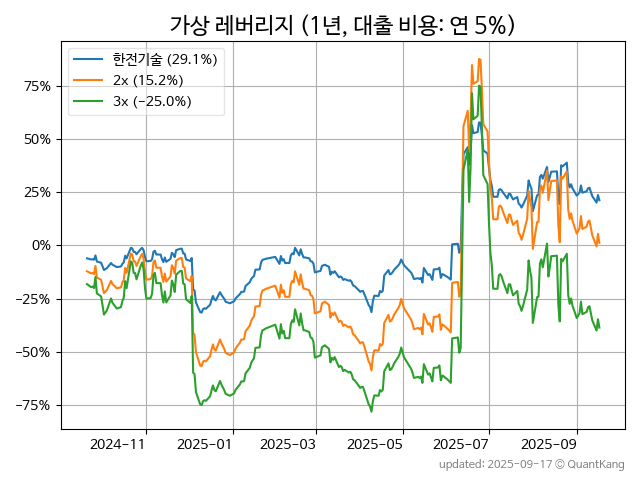 가상 레버리지 (1년, 대출 비용: 연 5%)
한전기술 (29.1%)
2x (15.2%)
3x (−25.0%)
75%
50%
25%
0%
−25%
−50%
−75%
2024-11
2025-01
2025-03
2025-05
2025-07
2025-09
updated: 2025-09-17 © QuantKang